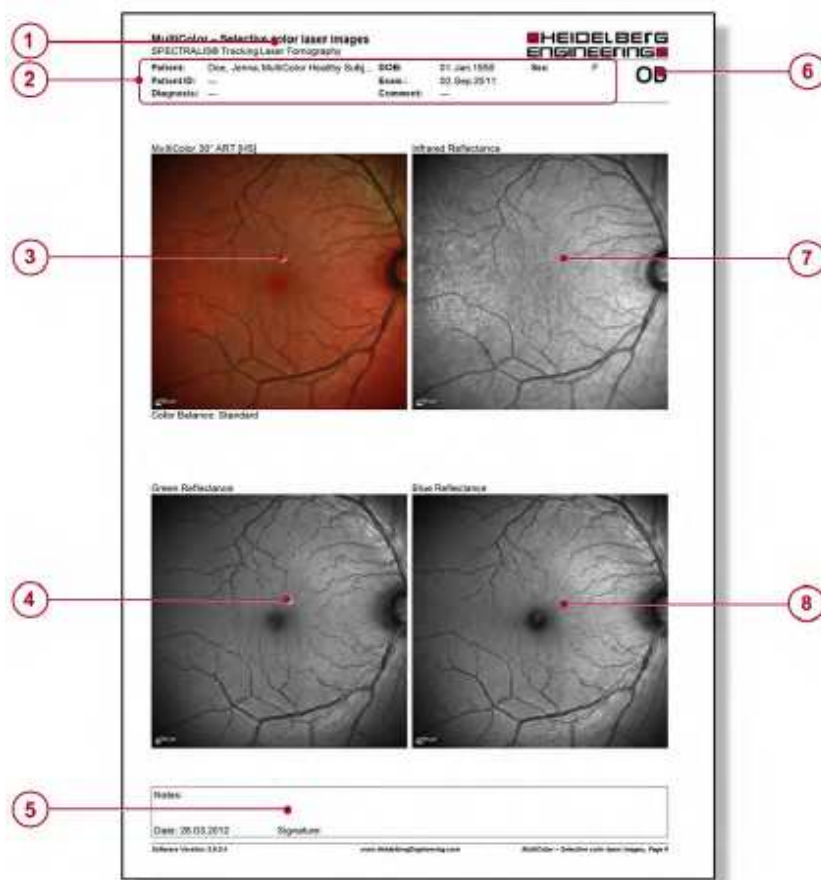 MultiColor – Selective color laser images
SPECTRALIS® Tracking Laser Tomography
HEIDELBERG
ENGINEERING
Patient: Doe, Jenna, MultiColor Healthy Subj... DOB: 01.Jan.1958 Sex: F
Patient ID: --- Exam.: 02.Sep.2011
Diagnosis: --- Comment: ---
1
2
6
MultiColor 30° ART [HS] Infrared Reflectance
3
7
Color Balance: Standard
Green Reflectance Blue Reflectance
4
8
5
Notes:
Date: 28.03.2012 Signature:
www.HeidelbergEngineering.com MultiColor – Selective color laser images, Page
Software Version: